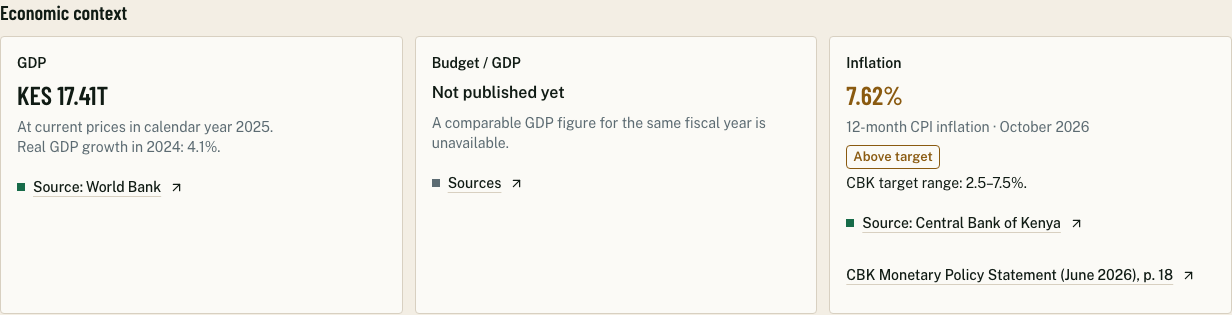 Economic context
GDP
KES 17.41T
At current prices in calendar year 2025.
Real GDP growth in 2024: 4.1%.
Source: World Bank ↗
Budget / GDP
Not published yet
A comparable GDP figure for the same fiscal year is
unavailable.
Sources ↗
Inflation
7.62%
12-month CPI inflation · October 2026
Above target
CBK target range: 2.5–7.5%.
Source: Central Bank of Kenya ↗
CBK Monetary Policy Statement (June 2026), p. 18 ↗